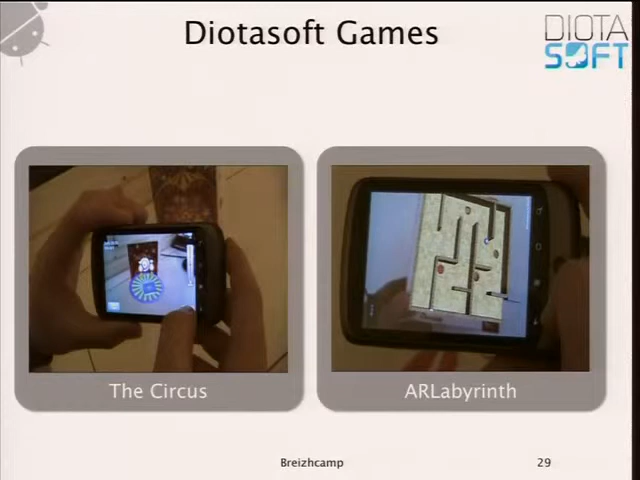 Diotasoft Games
DIOTA
SOFT
The Circus
ARLabyrinth
Breizhcamp
29